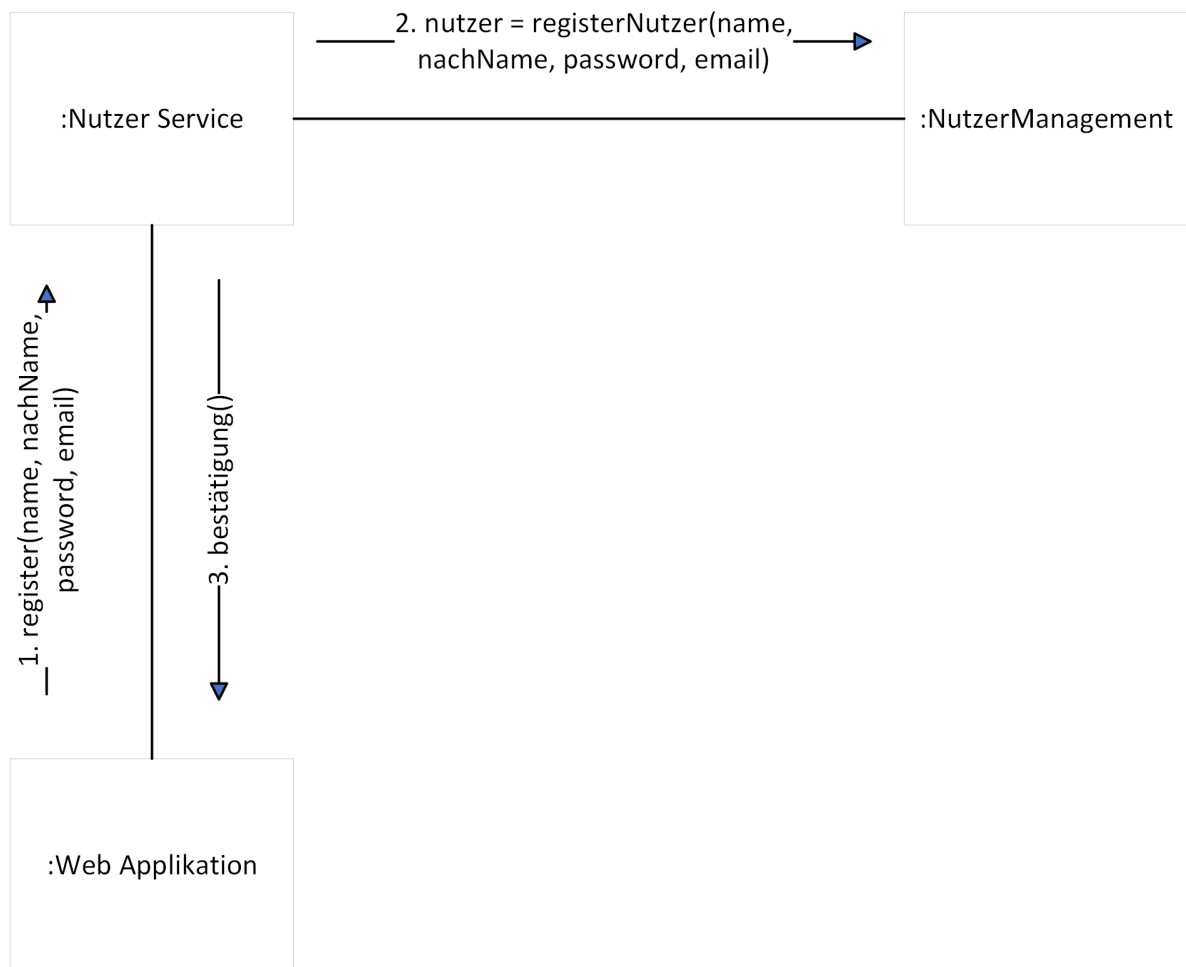 2. nutzer = registerNutzer(name,
nachName, password, email)
:Nutzer Service
:NutzerManagement
1. register(name, nachName,
password, email)
3. bestätigung()
:Web Applikation